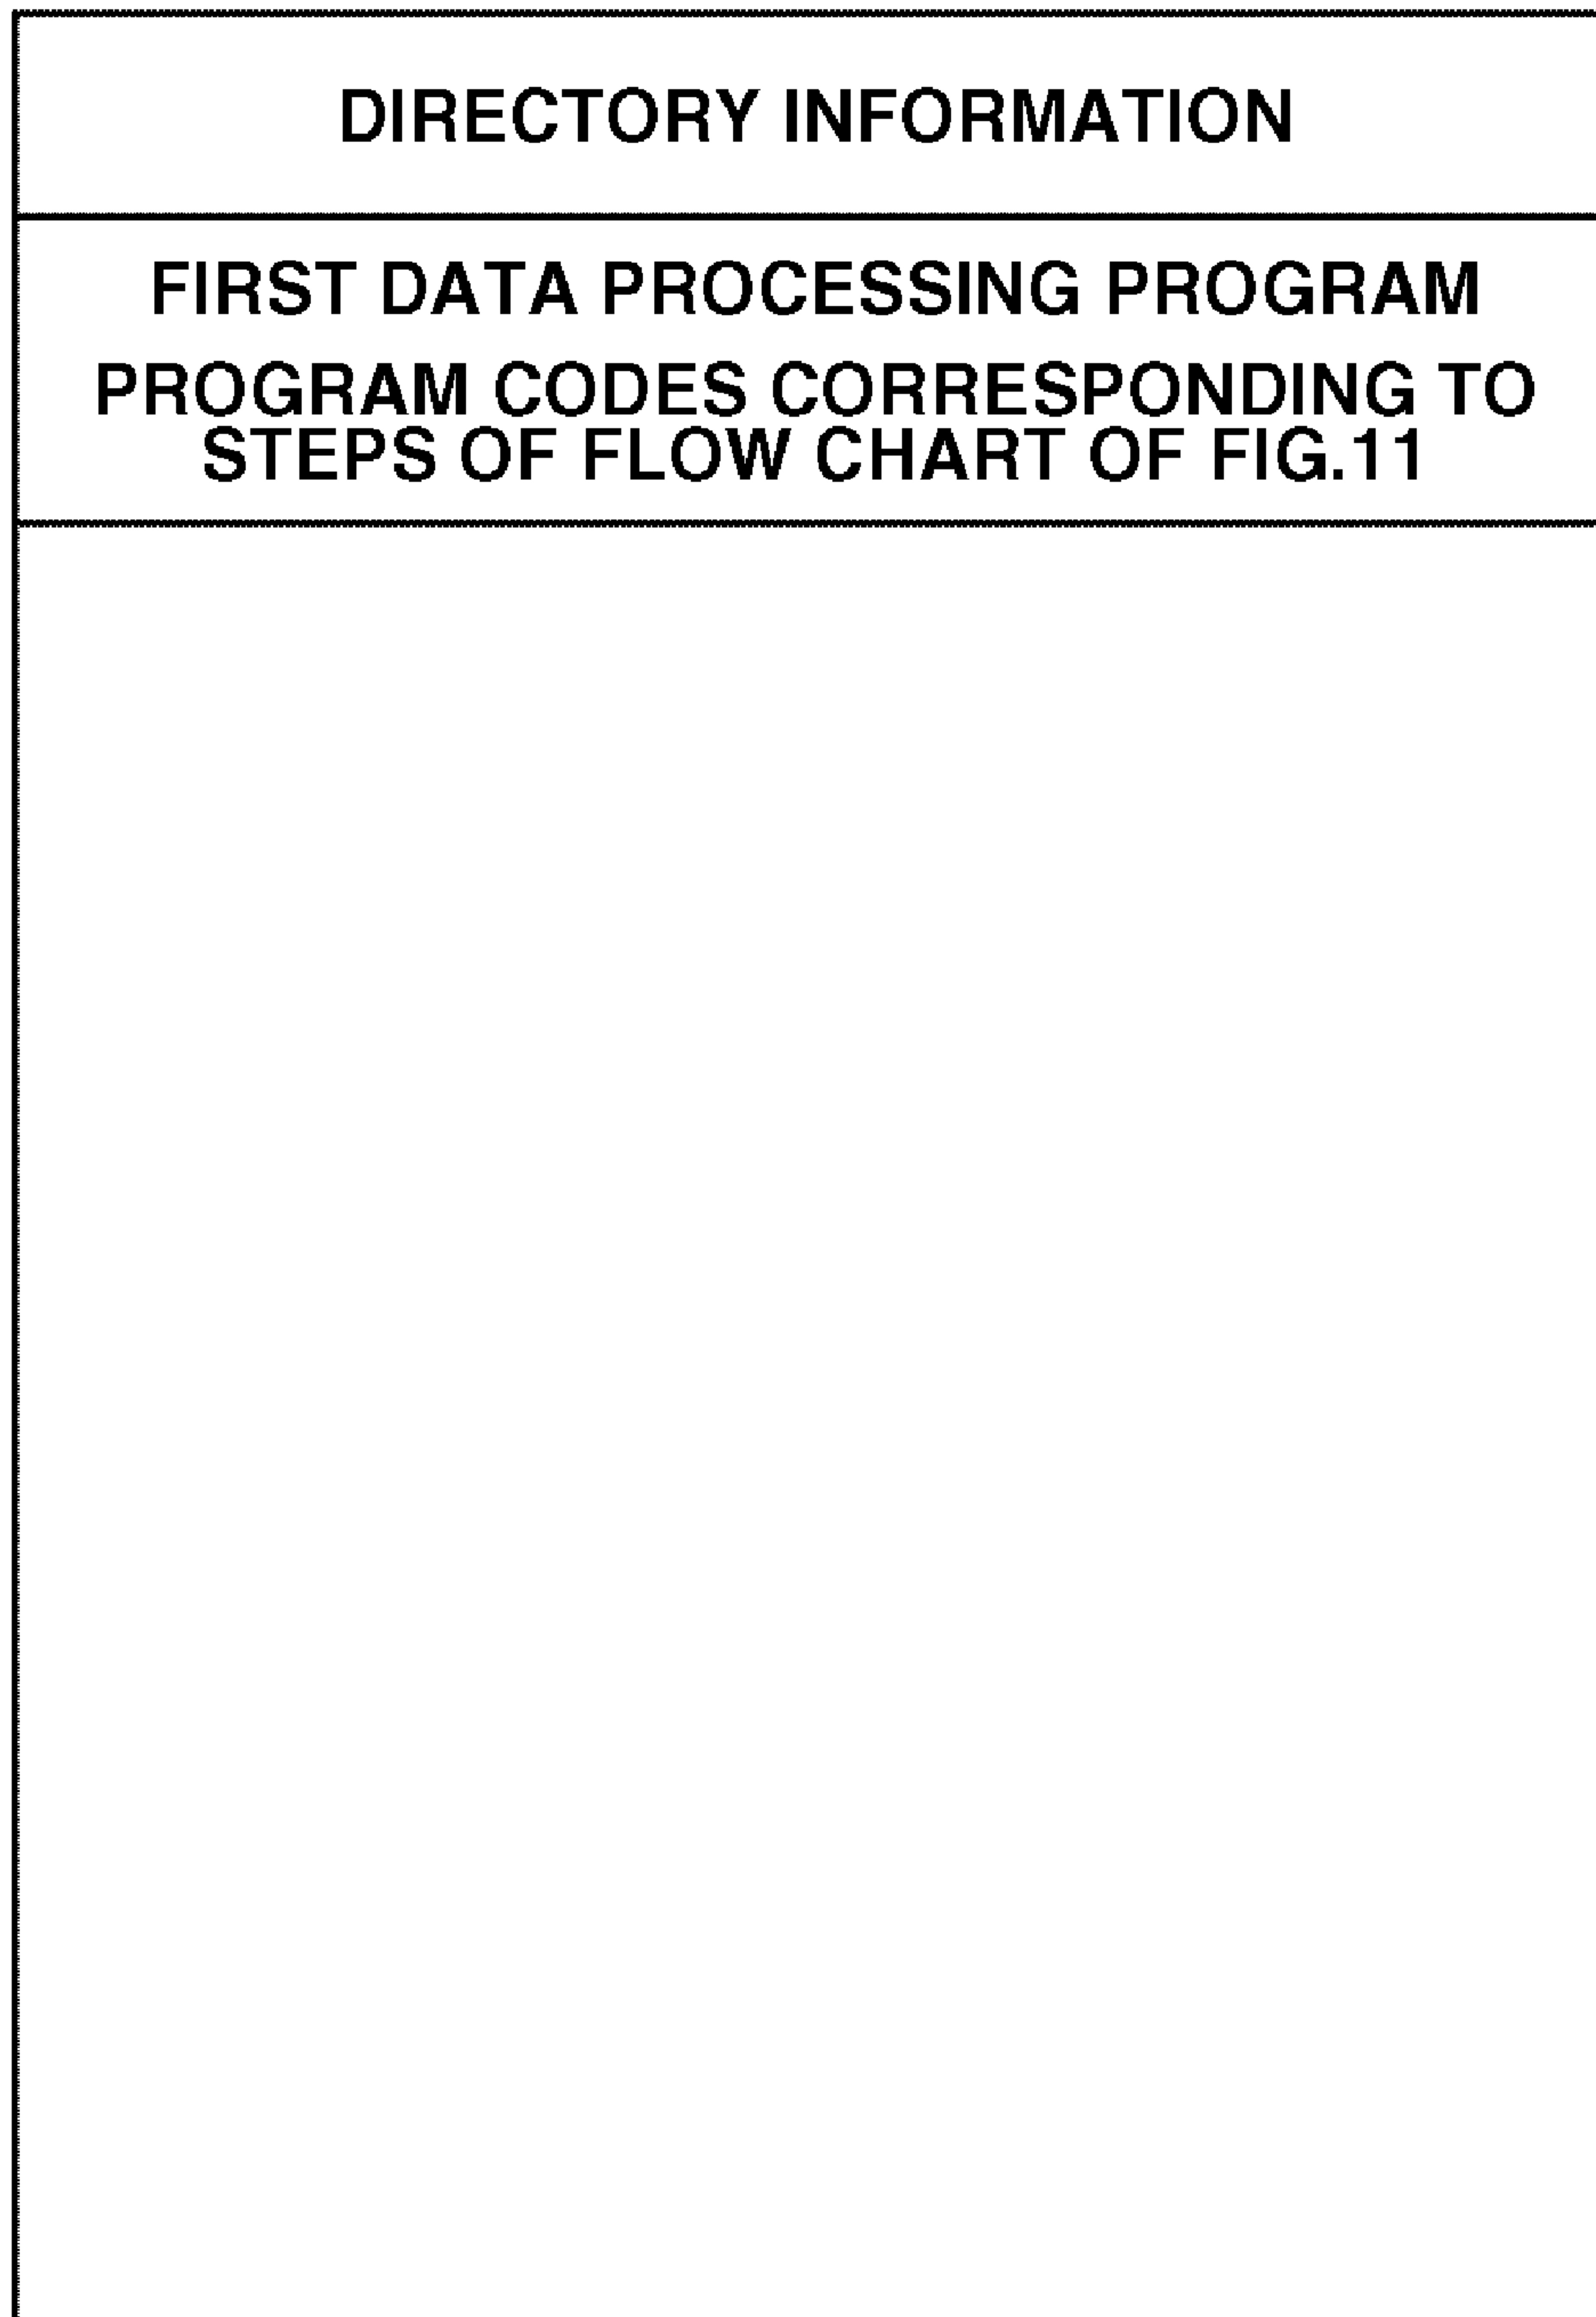 DIRECTORY INFORMATION
FIRST DATA PROCESSING PROGRAM
PROGRAM CODES CORRESPONDING TO
STEPS OF FLOW CHART OF FIG.11